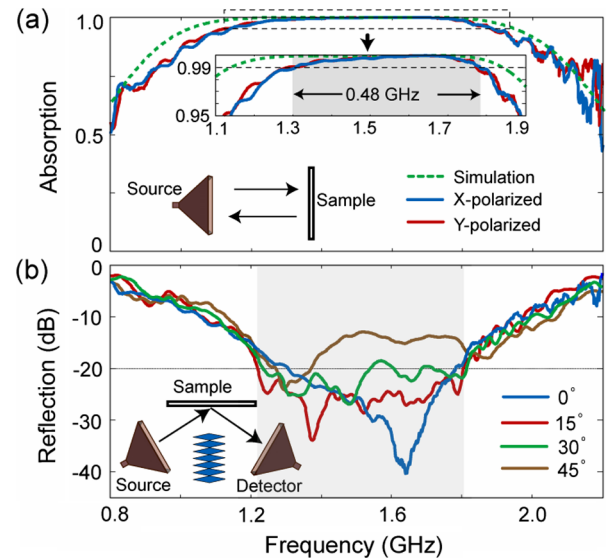 (a)
1.0
0.5
0
Absorption
0.99
0.95
0.48 GHz
1.1 1.3 1.5 1.7 1.9
Source
Sample
Simulation
X-polarized
Y-polarized
(b)
0
-10
-20
-30
-40
Reflection (dB)
Sample
Source Detector
0°
15°
30°
45°
0.8 1.2 1.6 2.0
Frequency (GHz)